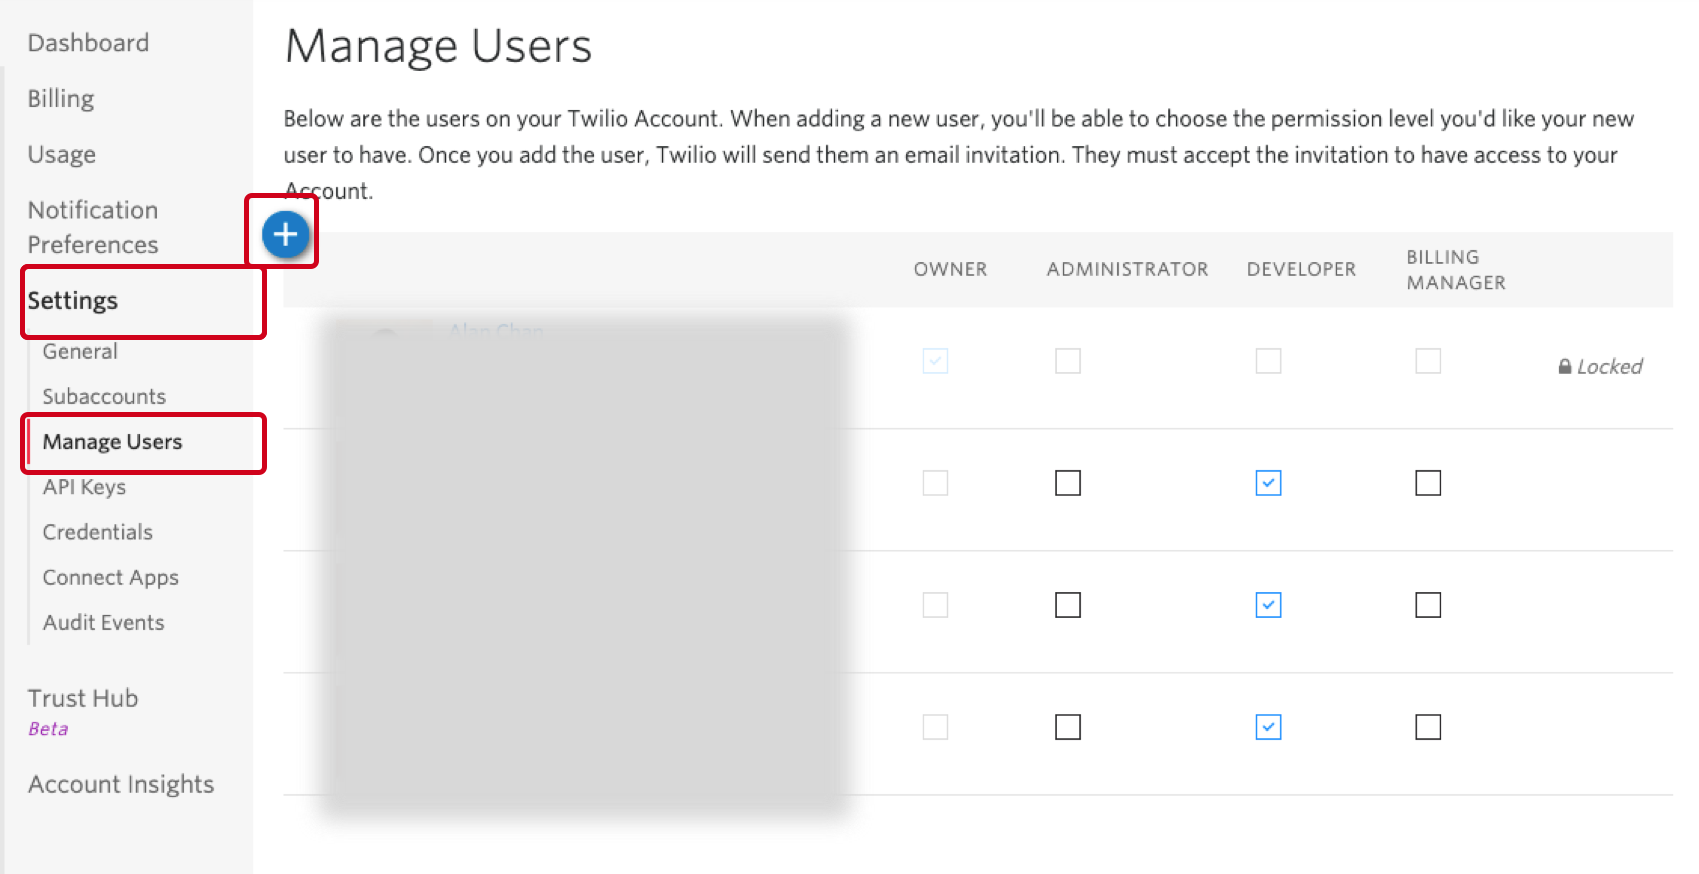 Dashboard
Billing
Usage
Notification
Preferences
Settings
General
Subaccounts
Manage Users
API Keys
Credentials
Connect Apps
Audit Events
Trust Hub
Beta
Account Insights
Manage Users
Below are the users on your Twilio Account. When adding a new user, you'll be able to choose the permission level you'd like your new
user to have. Once you add the user, Twilio will send them an email invitation. They must accept the invitation to have access to your
Account.
OWNER
ADMINISTRATOR
DEVELOPER
BILLING
MANAGER
Alan Chan
Locked